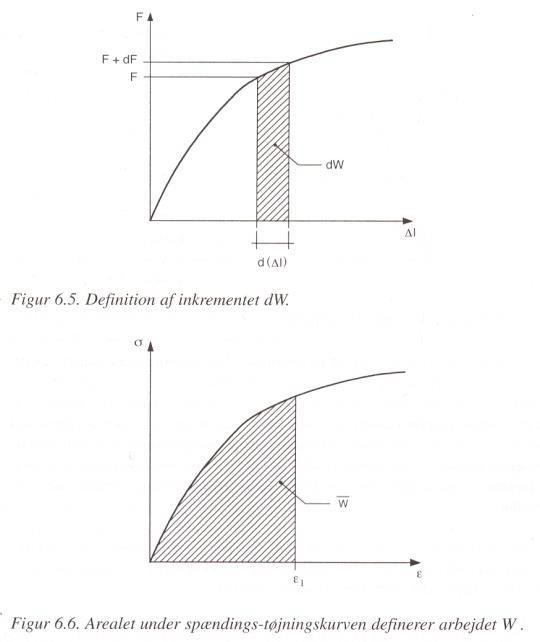 F
F + dF
F
dW
Δl
d (Δl)
Figur 6.5. Definition af inkrementet dW.
σ
W̅
ε₁
ε
Figur 6.6. Arealet under spændings-tøjningskurven definerer arbejdet W .